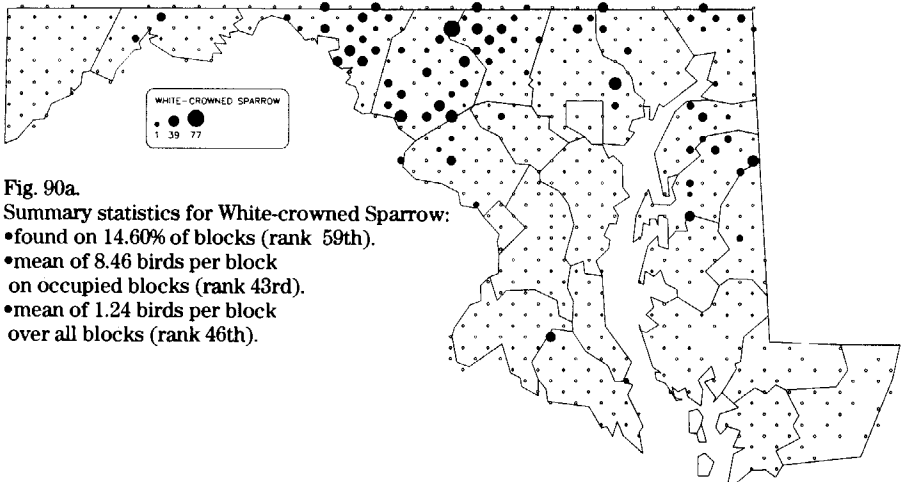 WHITE-CROWNED SPARROW
1 39 77
Fig. 90a.
Summary statistics for White-crowned Sparrow:
•found on 14.60% of blocks (rank 59th).
•mean of 8.46 birds per block
on occupied blocks (rank 43rd).
•mean of 1.24 birds per block
over all blocks (rank 46th).